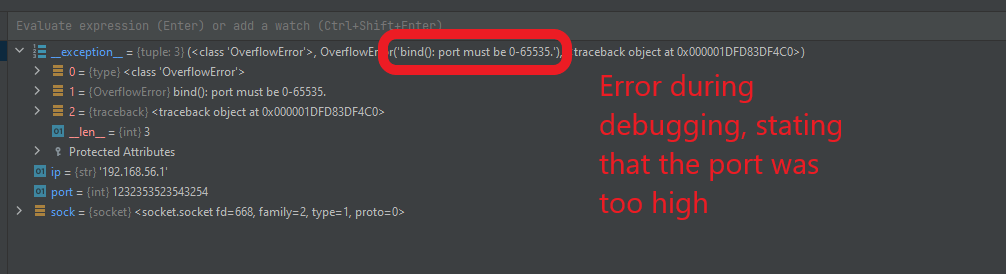 Evaluate expression (Enter) or add a watch (Ctrl+Shift+Enter)
__exception__ = {tuple: 3} (<class 'OverflowError'>, OverflowError('bind(): port must be 0-65535.'), <traceback object at 0x000001DFD83DF4C0>)
0 = {type} <class 'OverflowError'>
1 = {OverflowError} bind(): port must be 0-65535.
2 = {traceback} <traceback object at 0x000001DFD83DF4C0>
01 __len__ = {int} 3
Protected Attributes
01 ip = {str} '192.168.56.1'
01 port = {int} 1232353523543254
sock = {socket} <socket.socket fd=668, family=2, type=1, proto=0>
Error during
debugging, stating
that the port was
too high